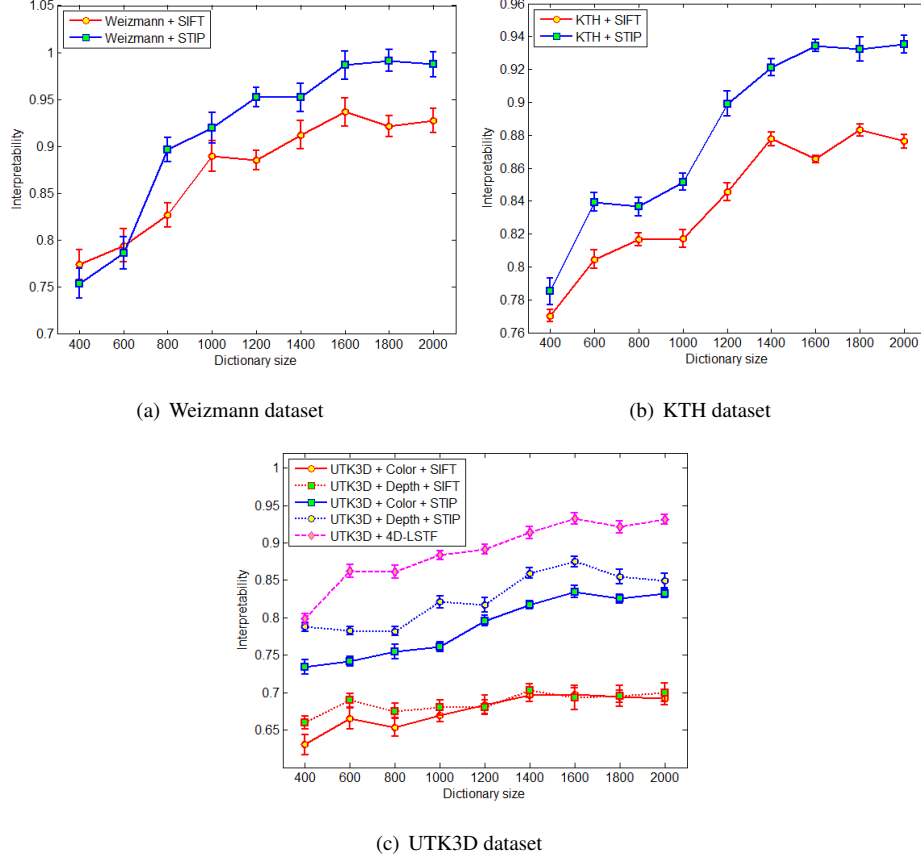 Weizmann + SIFT
Weizmann + STIP
1.05
1
0.95
0.9
0.85
0.8
0.75
0.7
Interpretability
400 600 800 1000 1200 1400 1600 1800 2000
Dictionary size
(a) Weizmann dataset
KTH + SIFT
KTH + STIP
0.96
0.94
0.92
0.9
0.88
0.86
0.84
0.82
0.8
0.78
0.76
Interpretability
400 600 800 1000 1200 1400 1600 1800 2000
Dictionary size
(b) KTH dataset
UTK3D + Color + SIFT
UTK3D + Depth + SIFT
UTK3D + Color + STIP
UTK3D + Depth + STIP
UTK3D + 4D-LSTF
1
0.95
0.9
0.85
0.8
0.75
0.7
0.65
Interpretability
400 600 800 1000 1200 1400 1600 1800 2000
Dictionary size
(c) UTK3D dataset